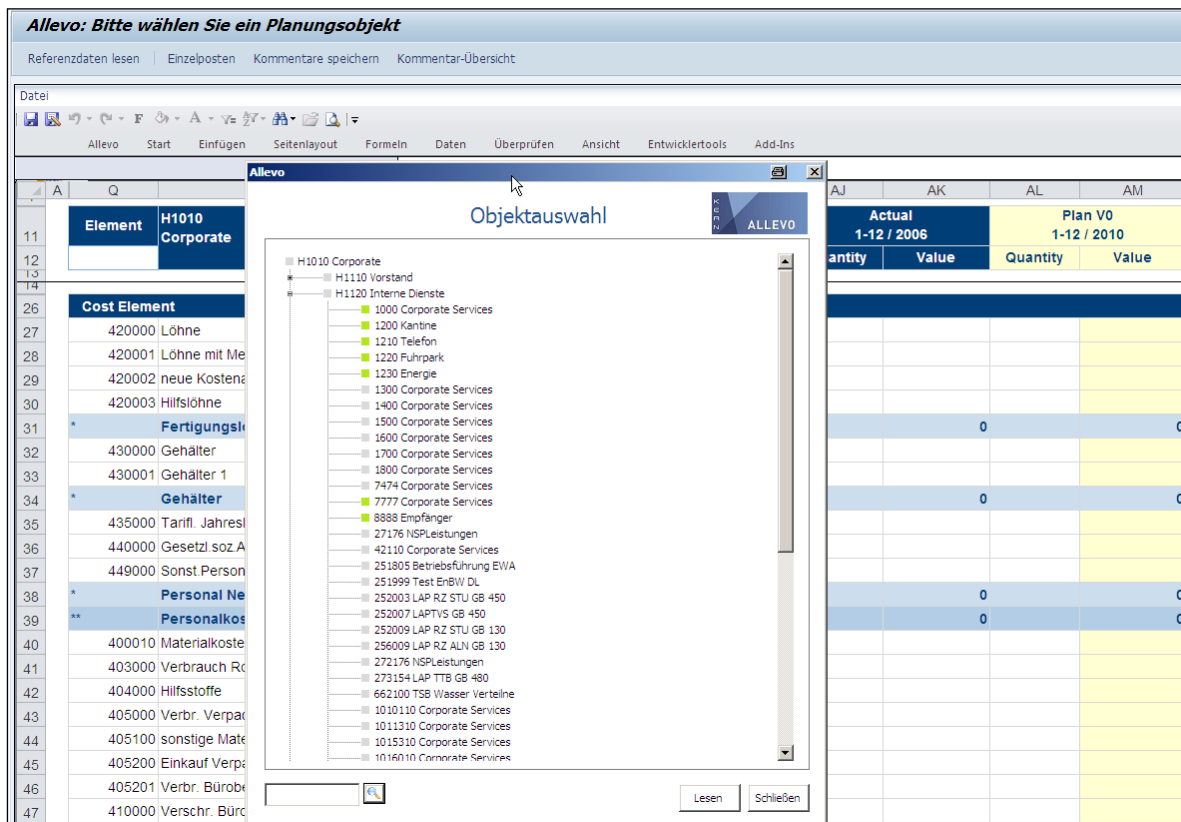 Allevo: Bitte wählen Sie ein Planungsobjekt
Referenzdaten lesen Einzelposten Kommentare speichern Kommentar-Übersicht
Datei
Allevo Start Einfügen Seitenlayout Formeln Daten Überprüfen Ansicht Entwicklertools Add-Ins
Allevo
Objektauswahl
KERN ALLEVO
H1010 Corporate
H1110 Vorstand
H1120 Interne Dienste
1000 Corporate Services
1200 Kantine
1210 Telefon
1220 Fuhrpark
1230 Energie
1300 Corporate Services
1400 Corporate Services
1500 Corporate Services
1600 Corporate Services
1700 Corporate Services
1800 Corporate Services
7474 Corporate Services
7777 Corporate Services
8888 Empfänger
27176 NSPLeistungen
42110 Corporate Services
251805 Betriebsführung EWA
251999 Test EnBW DL
252003 LAP RZ STU GB 450
252007 LAPTVS GB 450
252009 LAP RZ STU GB 130
256009 LAP RZ ALN GB 130
272176 NSPLeistungen
273154 LAP TTB GB 480
662100 TSB Wasser Verteilne
1010110 Corporate Services
1011310 Corporate Services
1015310 Corporate Services
1016010 Corporate Services
Lesen Schließen
A Q AJ AK AL AM
11 Element H1010 Corporate Actual 1-12 / 2006 Plan V0 1-12 / 2010
12 antity Value Quantity Value
13
14
26 Cost Element
27 420000 Löhne
28 420001 Löhne mit Me
29 420002 neue Kostena
30 420003 Hilfslöhne
31 * Fertigungsl 0 0
32 430000 Gehälter
33 430001 Gehälter 1
34 * Gehälter 0 0
35 435000 Tarifl. Jahresl
36 440000 Gesetzl.soz.A
37 449000 Sonst.Person
38 * Personal Ne 0 0
39 ** Personalkos 0 0
40 400010 Materialkoste
41 403000 Verbrauch Ro
42 404000 Hilfsstoffe
43 405000 Verbr. Verpac
44 405100 sonstige Mate
45 405200 Einkauf Verpa
46 405201 Verbr. Bürobe
47 410000 Verschr. Büro